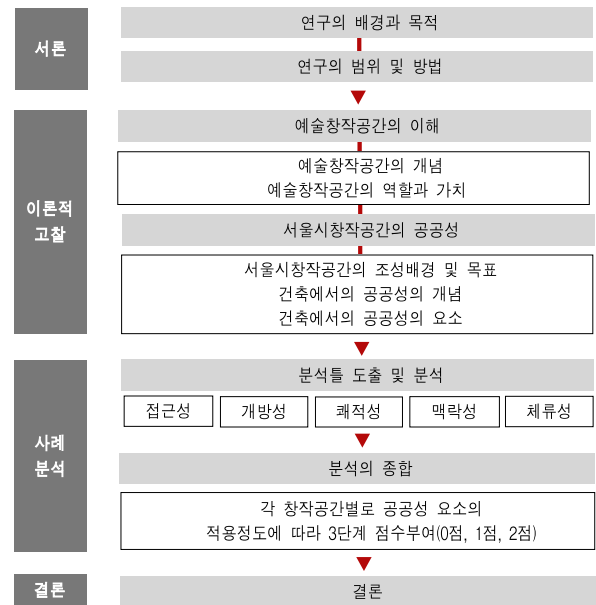 서론
연구의 배경과 목적
연구의 범위 및 방법
이론적
고찰
예술창작공간의 이해
예술창작공간의 개념
예술창작공간의 역할과 가치
서울시창작공간의 공공성
서울시창작공간의 조성배경 및 목표
건축에서의 공공성의 개념
건축에서의 공공성의 요소
사례
분석
분석틀 도출 및 분석
접근성 개방성 쾌적성 맥락성 체류성
분석의 종합
각 창작공간별로 공공성 요소의
적용정도에 따라 3단계 점수부여(0점, 1점, 2점)
결론
결론